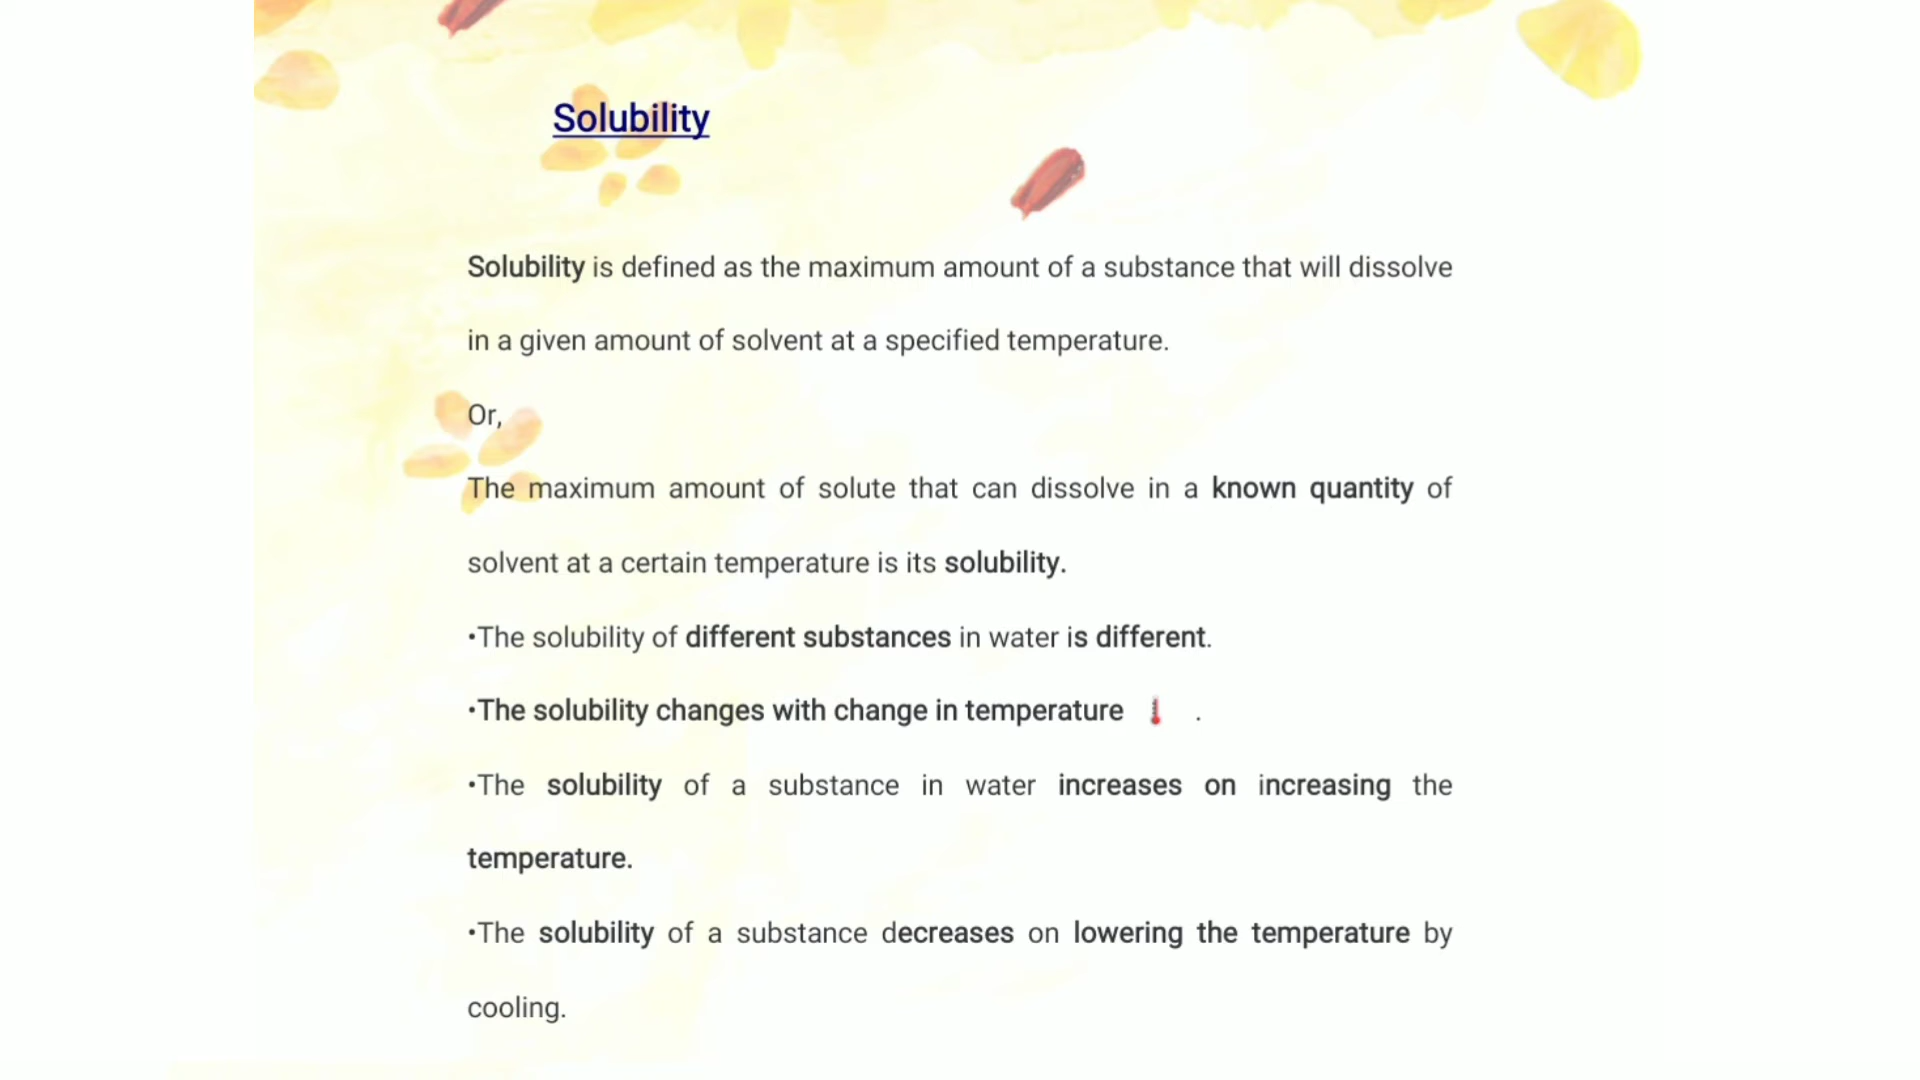 Solubility
Solubility is defined as the maximum amount of a substance that will dissolve
in a given amount of solvent at a specified temperature.
Or,
The maximum amount of solute that can dissolve in a known quantity of
solvent at a certain temperature is its solubility.
•The solubility of different substances in water is different.
•The solubility changes with change in temperature 🌡 .
•The solubility of a substance in water increases on increasing the
temperature.
•The solubility of a substance decreases on lowering the temperature by
cooling.